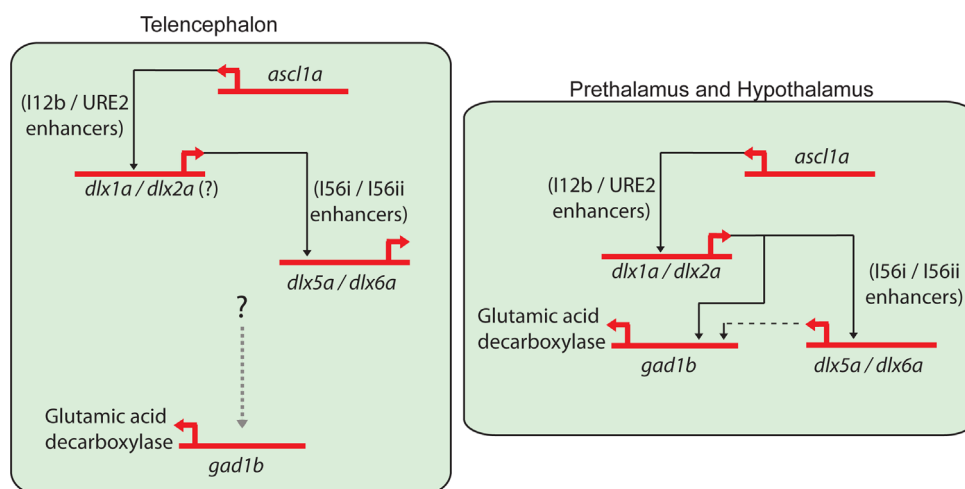 Telencephalon
ascl1a
(I12b / URE2
enhancers)
dlx1a / dlx2a (?)
(I56i / I56ii
enhancers)
dlx5a / dlx6a
?
Glutamic acid
decarboxylase
gad1b
Prethalamus and Hypothalamus
ascl1a
(I12b / URE2
enhancers)
dlx1a / dlx2a
(I56i / I56ii
enhancers)
Glutamic acid
decarboxylase
gad1b
dlx5a / dlx6a